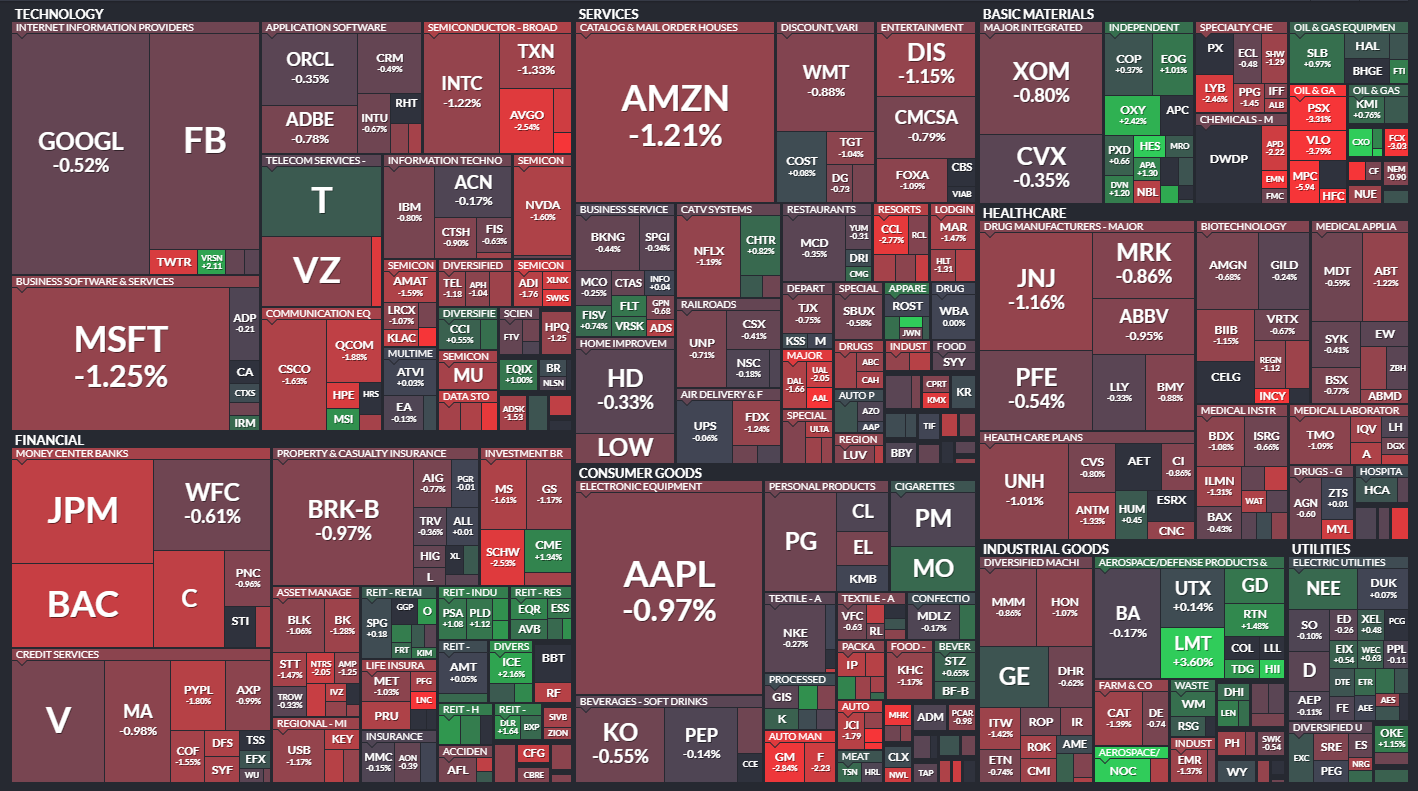 TECHNOLOGY
INTERNET INFORMATION PROVIDERS
GOOGL
-0.52%
FB
TWTR
VRSN
+2.11
APPLICATION SOFTWARE
ORCL
-0.35%
CRM
-0.49%
ADBE
-0.78%
INTU
-0.67%
RHT
SEMICONDUCTOR - BROAD
INTC
-1.22%
TXN
-1.33%
AVGO
-2.54%
BUSINESS SOFTWARE & SERVICES
MSFT
-1.25%
ADP
-0.21
CA
CTXS
IRM
TELECOM SERVICES -
T
VZ
INFORMATION TECHNO
IBM
-0.80%
ACN
-0.17%
CTSH
-0.90%
FIS
-0.63%
SEMICON
NVDA
-1.60%
COMMUNICATION EQ
CSCO
-1.63%
QCOM
-1.88%
HPE
HRS
MSI
SEMICON
AMAT
-1.59%
LRCX
-1.07%
KLAC
DIVERSIFIED
TEL
-1.18
APH
-1.04
SEMICON
ADI
-1.76
XLNX
SWKS
DIVERSIFIE
CCI
+0.55%
SCIEN
FTV
HPQ
-1.25
MULTIME
ATVI
+0.03%
EA
-0.13%
SEMICON
MU
DATA STO
EQIX
+1.00%
BR
NLSN
ADSK
-1.53
SERVICES
CATALOG & MAIL ORDER HOUSES
AMZN
-1.21%
DISCOUNT, VARI
WMT
-0.88%
COST
+0.08%
TGT
-1.04%
DG
-0.73
ENTERTAINMENT
DIS
-1.15%
CMCSA
-0.79%
FOXA
-1.09%
CBS
VIAB
BUSINESS SERVICE
BKNG
-0.44%
SPGI
-0.34%
MCO
-0.25%
CTAS
INFO
+0.04
FISV
+0.74%
FLT
GPN
-0.68
VRSK
ADS
CATV SYSTEMS
NFLX
-1.19%
CHTR
+0.82%
RESTAURANTS
MCD
-0.35%
YUM
-0.31
DRI
CMG
RESORTS
CCL
-2.77%
RCL
LODGIN
MAR
-1.47%
HLT
-1.31
HOME IMPROVEM
HD
-0.33%
LOW
RAILROADS
UNP
-0.71%
CSX
-0.41%
NSC
-0.18%
AIR DELIVERY & F
UPS
-0.06%
FDX
-1.24%
DEPART
TJX
-0.75%
KSS
M
SPECIAL
SBUX
-0.58%
APPARE
ROST
JWN
DRUG
WBA
0.00%
MAJOR
DAL
-1.66
UAL
-2.05
AAL
DRUGS
ABC
CAH
INDUST
CPRT
KMX
FOOD
SYY
KR
SPECIAL
ULTA
AUTO P
AZO
AAP
TIF
REGION
LUV
BBY
BASIC MATERIALS
MAJOR INTEGRATED
XOM
-0.80%
CVX
-0.35%
INDEPENDENT
COP
+0.37%
EOG
+1.01%
OXY
+2.42%
APC
PXD
+0.66
HES
MRO
APA
+1.30
DVN
+1.20
NBL
SPECIALTY CHE
PX
ECL
-0.48
SHW
-1.29
LYB
-2.46%
PPG
-1.45
IFF
ALB
CHEMICALS - M
DWDP
APD
-2.22
EMN
FMC
OIL & GAS EQUIPMEN
SLB
+0.97%
HAL
BHGE
FTI
OIL & GA
PSX
-3.31%
VLO
-3.79%
MPC
-5.94
HFC
OIL & GAS
KMI
+0.76%
CXO
FCX
-3.03
CF
NEM
-0.90
NUE
HEALTHCARE
DRUG MANUFACTURERS - MAJOR
JNJ
-1.16%
MRK
-0.86%
ABBV
-0.95%
PFE
-0.54%
LLY
-0.33%
BMY
-0.88%
BIOTECHNOLOGY
AMGN
-0.68%
GILD
-0.24%
BIIB
-1.15%
VRTX
-0.67%
CELG
REGN
-1.12
INCY
MEDICAL APPLIA
MDT
-0.59%
ABT
-1.22%
SYK
-0.41%
EW
ZBH
BSX
-0.77%
ABMD
HEALTH CARE PLANS
UNH
-1.01%
CVS
-0.80%
AET
CI
-0.86%
ANTM
-1.33%
HUM
+0.45
ESRX
CNC
MEDICAL INSTR
BDX
-1.08%
ISRG
-0.66%
ILMN
-1.31%
WAT
BAX
-0.43%
MEDICAL LABORATOR
TMO
-1.09%
IQV
LH
A
DGX
DRUGS - G
AGN
-0.60
ZTS
+0.01
MYL
HOSPITA
HCA
FINANCIAL
MONEY CENTER BANKS
JPM
WFC
-0.61%
BAC
C
PNC
-0.96%
STI
PROPERTY & CASUALTY INSURANCE
BRK-B
-0.97%
AIG
-0.77%
PGR
-0.01
TRV
-0.36%
ALL
+0.01
HIG
XL
L
INVESTMENT BR
MS
-1.61%
GS
-1.17%
SCHW
-2.53%
CME
+1.34%
CREDIT SERVICES
V
MA
-0.98%
PYPL
-1.80%
AXP
-0.99%
COF
-1.55%
DFS
TSS
SYF
EFX
WU
ASSET MANAGE
BLK
-1.06%
BK
-1.28%
STT
-1.47%
NTRS
-2.05
AMP
-1.25
TROW
-0.33%
IVZ
REGIONAL - MI
USB
-1.17%
KEY
REIT - RETAI
SPG
+0.18
GGP
O
FRT
KIM
REIT - INDU
PSA
+1.08
PLD
+1.12
REIT - RES
EQR
ESS
AVB
LIFE INSURA
MET
-1.03%
PFG
LNC
PRU
REIT -
AMT
+0.05%
DIVERS
ICE
+2.16%
BBT
RF
REIT - H
REIT -
DLR
+1.64
BXP
SIVB
ZION
INSURANCE
MMC
-0.15%
AON
-0.39
ACCIDEN
AFL
CFG
CBRE
CONSUMER GOODS
ELECTRONIC EQUIPMENT
AAPL
-0.97%
PERSONAL PRODUCTS
PG
CL
EL
KMB
CIGARETTES
PM
MO
BEVERAGES - SOFT DRINKS
KO
-0.55%
PEP
-0.14%
CCE
TEXTILE - A
NKE
-0.27%
TEXTILE - A
VFC
-0.63
RL
CONFECTIO
MDLZ
-0.17%
PACKA
IP
FOOD -
KHC
-1.17%
BEVER
STZ
+0.65%
BF-B
PROCESSED
GIS
K
AUTO
JCI
-1.79
MHK
ADM
PCAR
-0.98
AUTO MAN
GM
-2.84%
F
-2.23
MEAT
TSN
HRL
CLX
NWL
TAP
INDUSTRIAL GOODS
DIVERSIFIED MACHI
MMM
-0.86%
HON
-1.07%
GE
DHR
-0.62%
ITW
-1.42%
ROP
IR
ROK
AME
ETN
-0.74%
CMI
AEROSPACE/DEFENSE PRODUCTS &
BA
-0.17%
UTX
+0.14%
GD
RTN
+1.48%
LMT
+3.60%
COL
LLL
TDG
HII
FARM & CO
CAT
-1.39%
DE
-0.74
WASTE
WM
RSG
DHI
LEN
AEROSPACE/
NOC
INDUST
EMR
-1.37%
PH
SWK
-0.54
WY
UTILITIES
ELECTRIC UTILITIES
NEE
DUK
+0.07%
SO
-0.10%
ED
-0.26
XEL
+0.48
PCG
D
EIX
+0.54
WEC
+0.63
PPL
-0.11
DTE
ETR
AEP
-0.11%
FE
AEE
AES
DIVERSIFIED U
EXC
SRE
ES
OKE
+1.15%
PEG
NRG